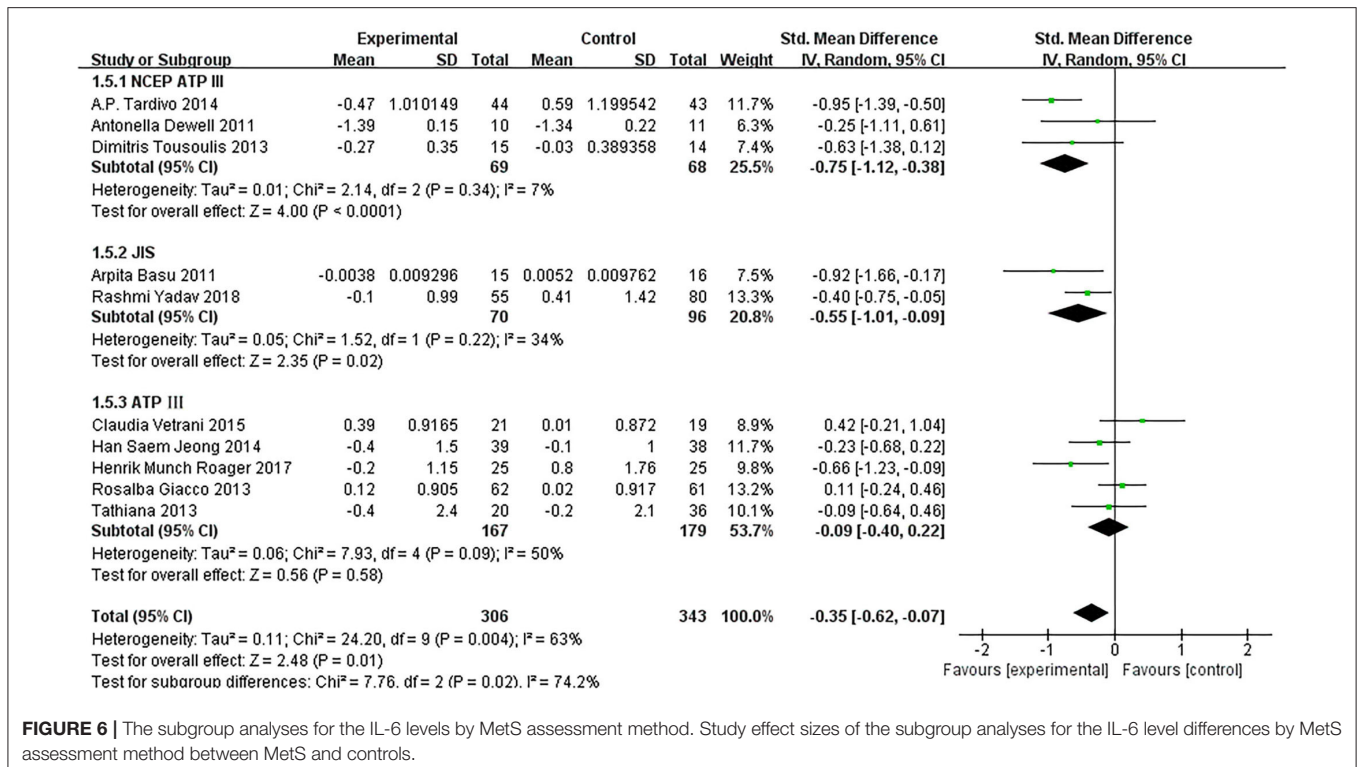 Experimental Control Std. Mean Difference Std. Mean Difference
Study or Subgroup Mean SD Total Mean SD Total Weight IV, Random, 95% CI IV, Random, 95% CI
1.5.1 NCEP ATP III
A.P. Tardivo 2014 -0.47 1.010149 44 0.59 1.199542 43 11.7% -0.95 [-1.39, -0.50]
Antonella Dewell 2011 -1.39 0.15 10 -1.34 0.22 11 6.3% -0.25 [-1.11, 0.61]
Dimitris Tousoulis 2013 -0.27 0.35 15 -0.03 0.389358 14 7.4% -0.63 [-1.38, 0.12]
Subtotal (95% CI) 69 68 25.5% -0.75 [-1.12, -0.38]
Heterogeneity: Tau² = 0.01; Chi² = 2.14, df = 2 (P = 0.34); I² = 7%
Test for overall effect: Z = 4.00 (P < 0.0001)
1.5.2 JIS
Arpita Basu 2011 -0.0038 0.009296 15 0.0052 0.009762 16 7.5% -0.92 [-1.66, -0.17]
Rashmi Yadav 2018 -0.1 0.99 55 0.41 1.42 80 13.3% -0.40 [-0.75, -0.05]
Subtotal (95% CI) 70 96 20.8% -0.55 [-1.01, -0.09]
Heterogeneity: Tau² = 0.05; Chi² = 1.52, df = 1 (P = 0.22); I² = 34%
Test for overall effect: Z = 2.35 (P = 0.02)
1.5.3 ATP III
Claudia Vetrani 2015 0.39 0.9165 21 0.01 0.872 19 8.9% 0.42 [-0.21, 1.04]
Han Saem Jeong 2014 -0.4 1.5 39 -0.1 1 38 11.7% -0.23 [-0.68, 0.22]
Henrik Munch Roager 2017 -0.2 1.15 25 0.8 1.76 25 9.8% -0.66 [-1.23, -0.09]
Rosalba Giacco 2013 0.12 0.905 62 0.02 0.917 61 13.2% 0.11 [-0.24, 0.46]
Tathiana 2013 -0.4 2.4 20 -0.2 2.1 36 10.1% -0.09 [-0.64, 0.46]
Subtotal (95% CI) 167 179 53.7% -0.09 [-0.40, 0.22]
Heterogeneity: Tau² = 0.06; Chi² = 7.93, df = 4 (P = 0.09); I² = 50%
Test for overall effect: Z = 0.56 (P = 0.58)
Total (95% CI) 306 343 100.0% -0.35 [-0.62, -0.07]
Heterogeneity: Tau² = 0.11; Chi² = 24.20, df = 9 (P = 0.004); I² = 63%
Test for overall effect: Z = 2.48 (P = 0.01)
Test for subgroup differences: Chi² = 7.76, df = 2 (P = 0.02), I² = 74.2%
-2 -1 0 1 2
Favours [experimental] Favours [control]
FIGURE 6 | The subgroup analyses for the IL-6 levels by MetS assessment method. Study effect sizes of the subgroup analyses for the IL-6 level differences by MetS
assessment method between MetS and controls.